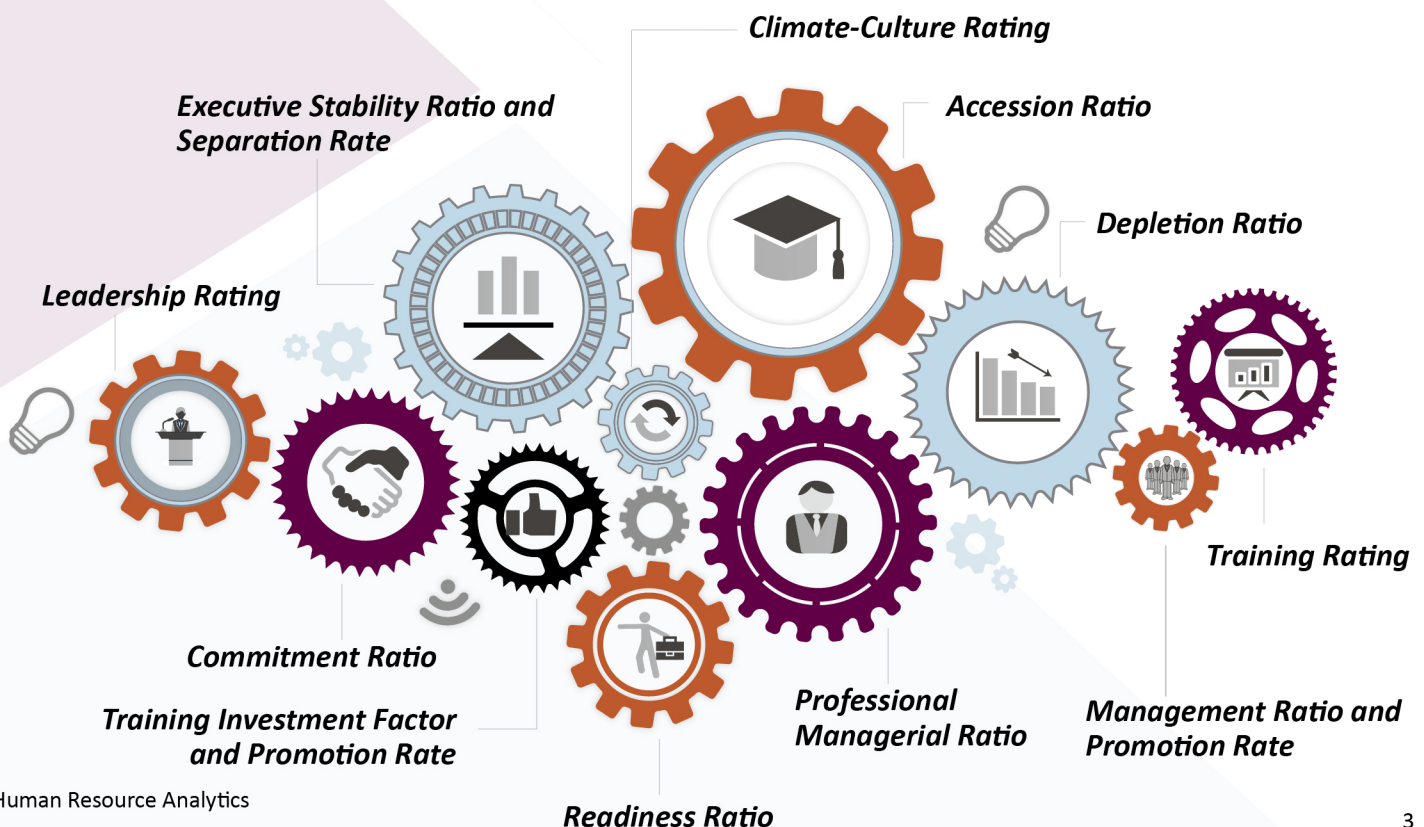 Climate-Culture Rating
Executive Stability Ratio and
Separation Rate
Accession Ratio
Depletion Ratio
Leadership Rating
Training Rating
Commitment Ratio
Training Investment Factor
and Promotion Rate
Professional
Managerial Ratio
Management Ratio and
Promotion Rate
Human Resource Analytics
Readiness Ratio
3